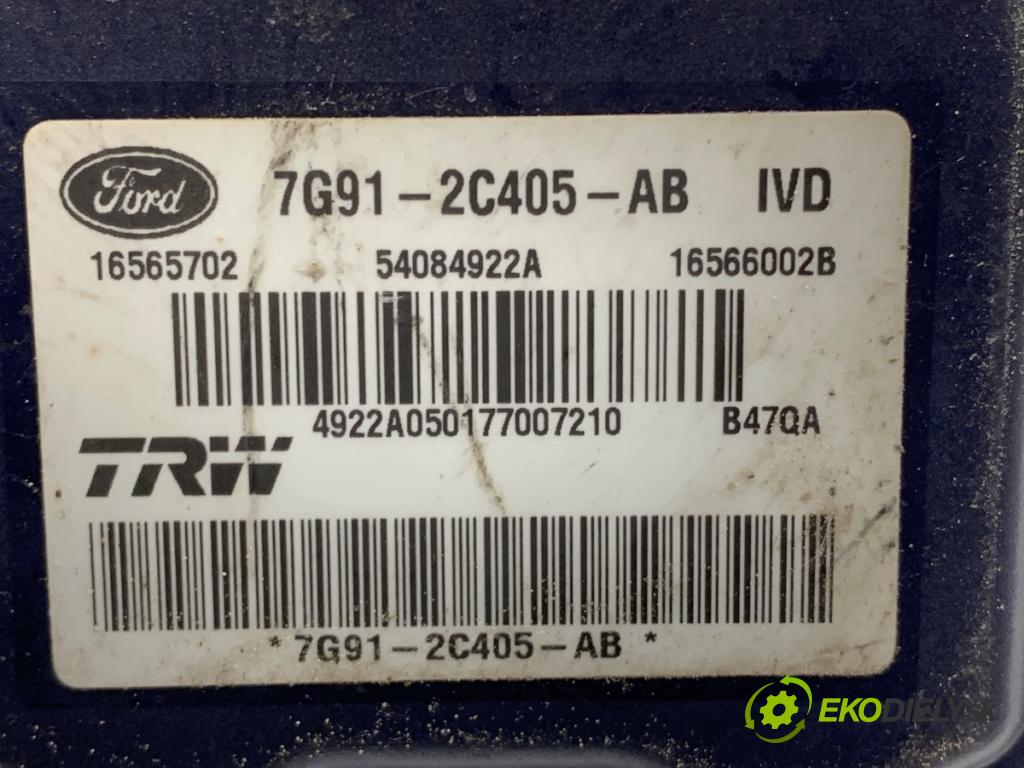 Ford 7G91-2C405-AB IVD
16565702 54084922A 16566002B
4922A050177007210 B47QA
TRW
*7G91-2C405-AB*
EKODIELY